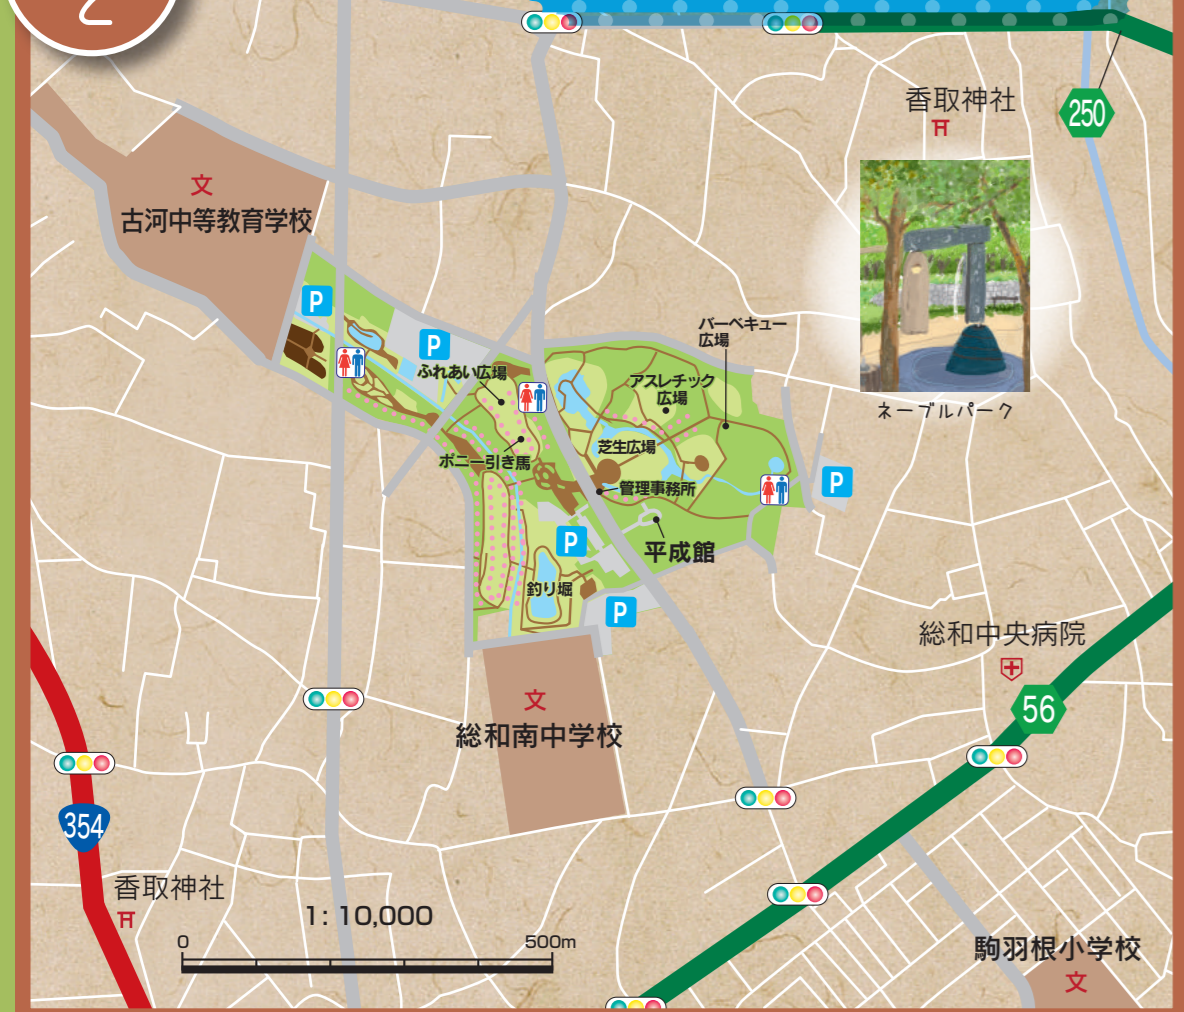 2
香取神社
250
文
古河中等教育学校
ネーブルパーク
P
P
バーベキュー
広場
ふれあい広場
アスレチック
広場
芝生広場
ポニー引き馬
管理事務所
P
P
平成館
釣り堀
P
総和中央病院
56
文
総和南中学校
354
香取神社
1：10,000
0
500m
駒羽根小学校
文